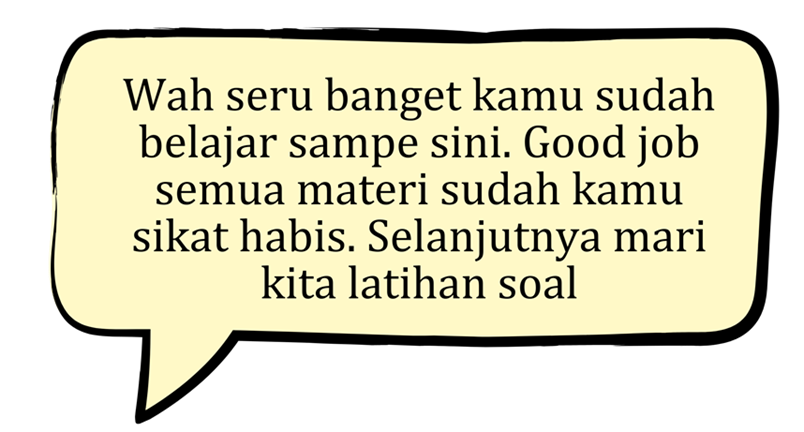 Wah seru banget kamu sudah
belajar sampe sini. Good job
semua materi sudah kamu
sikat habis. Selanjutnya mari
kita latihan soal